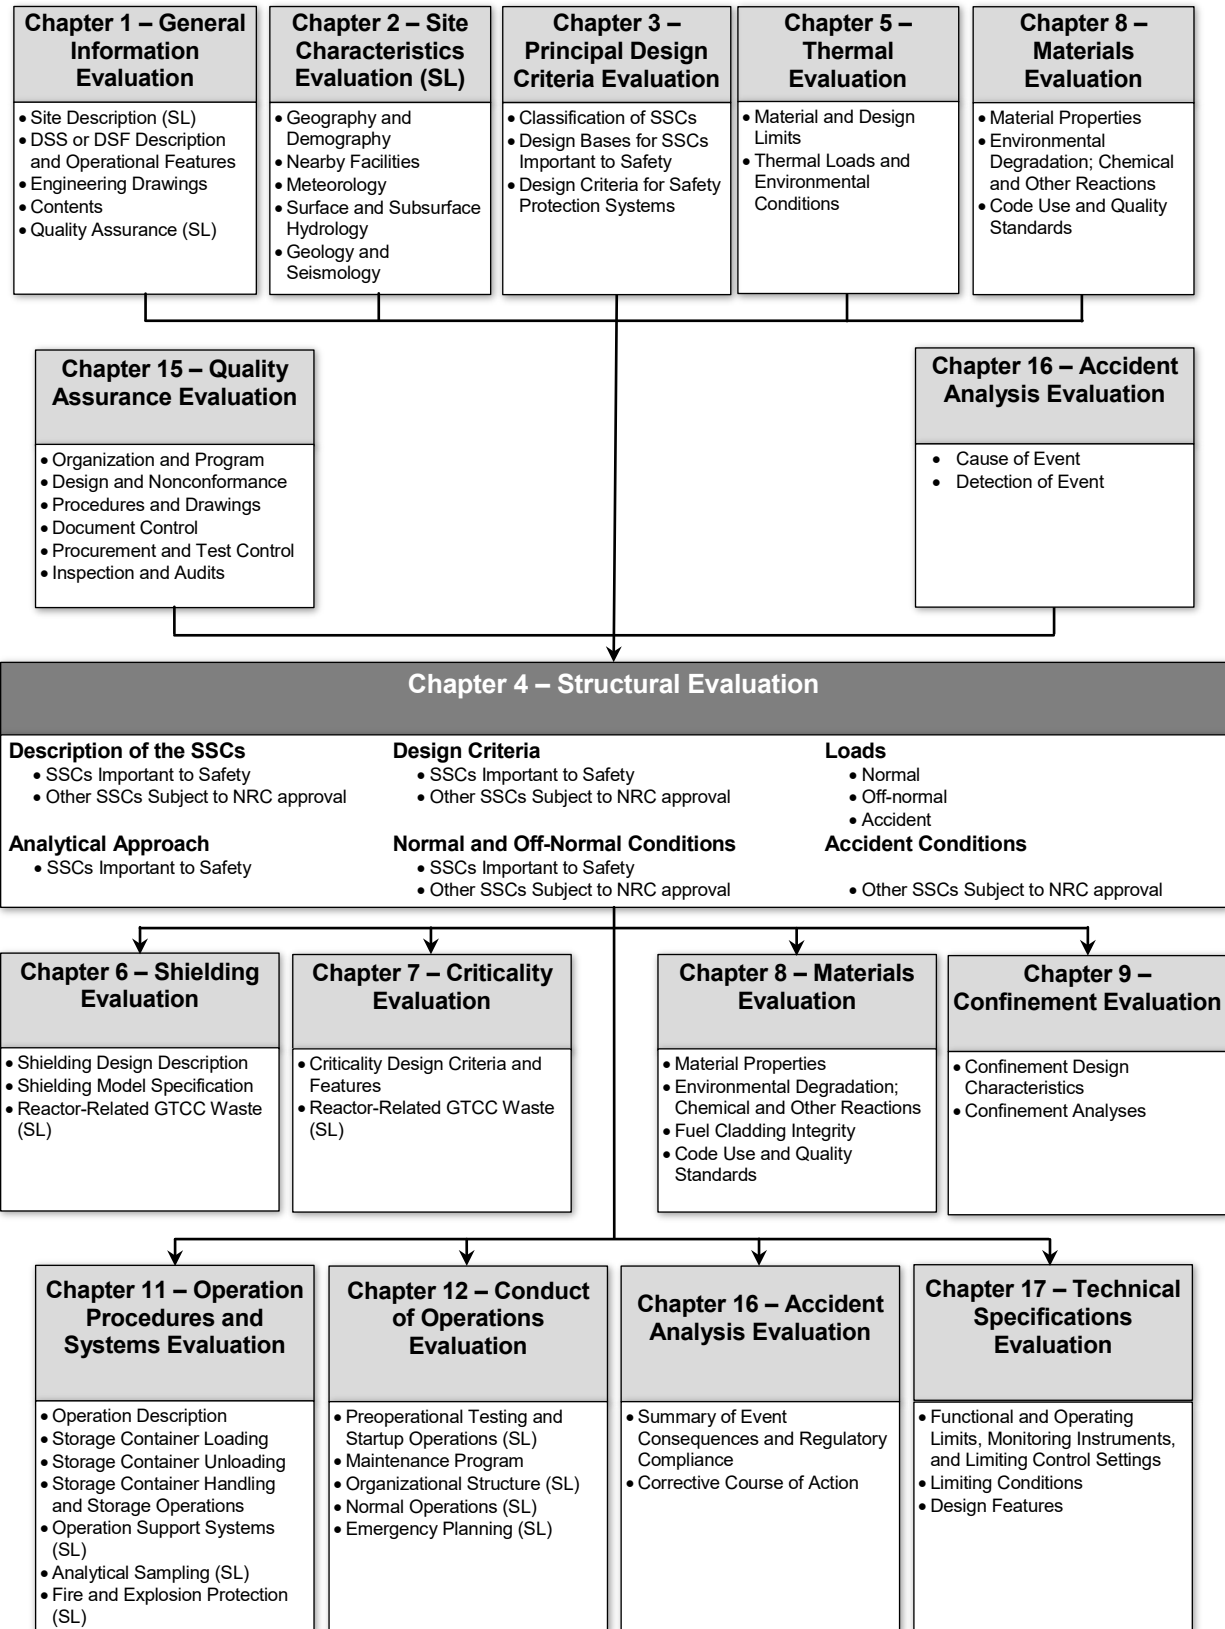 Chapter 1 – General
Information
Evaluation
• Site Description (SL)
• DSS or DSF Description
and Operational Features
• Engineering Drawings
• Contents
• Quality Assurance (SL)
Chapter 2 – Site
Characteristics
Evaluation (SL)
• Geography and
Demography
• Nearby Facilities
• Meteorology
• Surface and Subsurface
Hydrology
• Geology and
Seismology
Chapter 3 –
Principal Design
Criteria Evaluation
• Classification of SSCs
• Design Bases for SSCs
Important to Safety
• Design Criteria for Safety
Protection Systems
Chapter 5 –
Thermal
Evaluation
• Material and Design
Limits
• Thermal Loads and
Environmental
Conditions
Chapter 8 –
Materials
Evaluation
• Material Properties
• Environmental
Degradation; Chemical
and Other Reactions
• Code Use and Quality
Standards
Chapter 15 – Quality
Assurance Evaluation
• Organization and Program
• Design and Nonconformance
• Procedures and Drawings
• Document Control
• Procurement and Test Control
• Inspection and Audits
Chapter 16 – Accident
Analysis Evaluation
• Cause of Event
• Detection of Event
Chapter 4 – Structural Evaluation
Description of the SSCs
• SSCs Important to Safety
• Other SSCs Subject to NRC approval
Design Criteria
• SSCs Important to Safety
• Other SSCs Subject to NRC approval
Loads
• Normal
• Off-normal
• Accident
Analytical Approach
• SSCs Important to Safety
Normal and Off-Normal Conditions
• SSCs Important to Safety
• Other SSCs Subject to NRC approval
Accident Conditions
• Other SSCs Subject to NRC approval
Chapter 6 – Shielding
Evaluation
• Shielding Design Description
• Shielding Model Specification
• Reactor-Related GTCC Waste
(SL)
Chapter 7 – Criticality
Evaluation
• Criticality Design Criteria and
Features
• Reactor-Related GTCC Waste
(SL)
Chapter 8 – Materials
Evaluation
• Material Properties
• Environmental Degradation;
Chemical and Other Reactions
• Fuel Cladding Integrity
• Code Use and Quality
Standards
Chapter 9 –
Confinement Evaluation
• Confinement Design
Characteristics
• Confinement Analyses
Chapter 11 – Operation
Procedures and
Systems Evaluation
• Operation Description
• Storage Container Loading
• Storage Container Unloading
• Storage Container Handling
and Storage Operations
• Operation Support Systems
(SL)
• Analytical Sampling (SL)
• Fire and Explosion Protection
(SL)
Chapter 12 – Conduct
of Operations
Evaluation
• Preoperational Testing and
Startup Operations (SL)
• Maintenance Program
• Organizational Structure (SL)
• Normal Operations (SL)
• Emergency Planning (SL)
Chapter 16 – Accident
Analysis Evaluation
• Summary of Event
Consequences and Regulatory
Compliance
• Corrective Course of Action
Chapter 17 – Technical
Specifications
Evaluation
• Functional and Operating
Limits, Monitoring Instruments,
and Limiting Control Settings
• Limiting Conditions
• Design Features